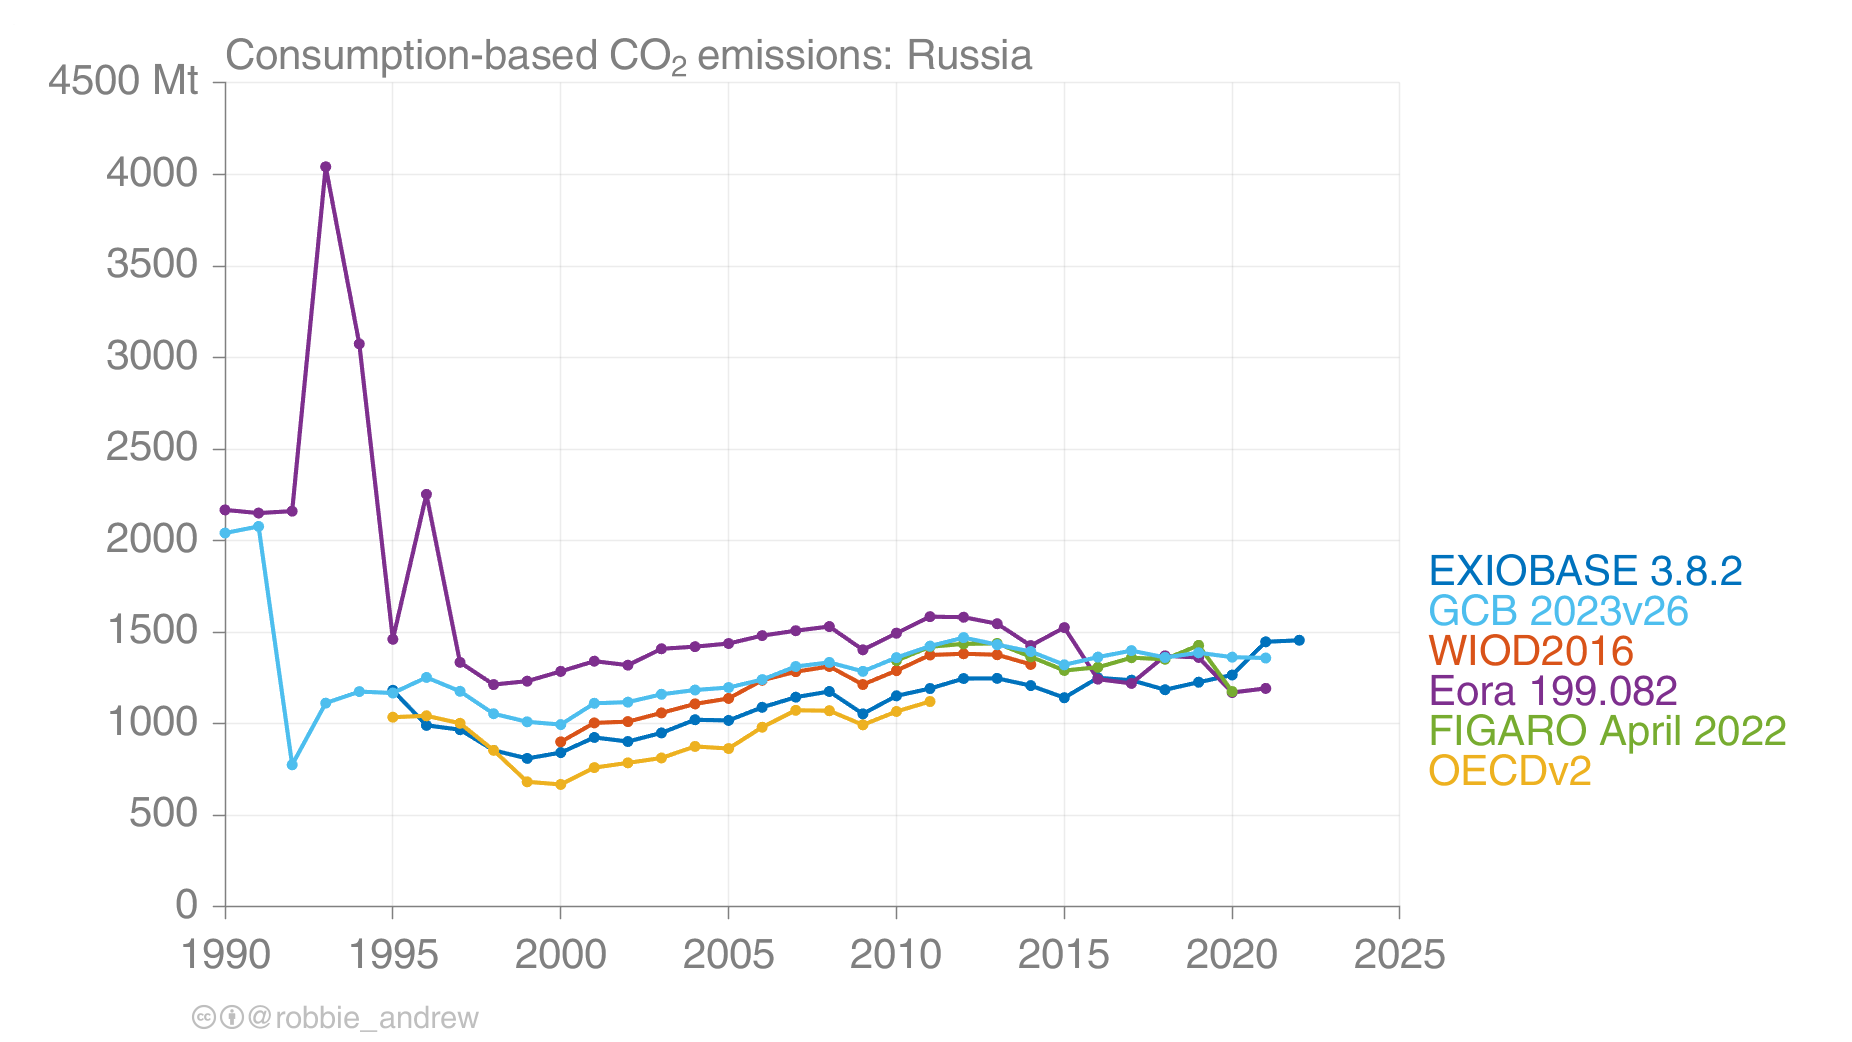 Consumption-based CO₂ emissions: Russia
4500 Mt
4000
3500
3000
2500
2000
1500
1000
500
0
1990 1995 2000 2005 2010 2015 2020 2025
EXIOBASE 3.8.2
GCB 2023v26
WIOD2016
Eora 199.082
FIGARO April 2022
OECDv2
cc @robbie_andrew